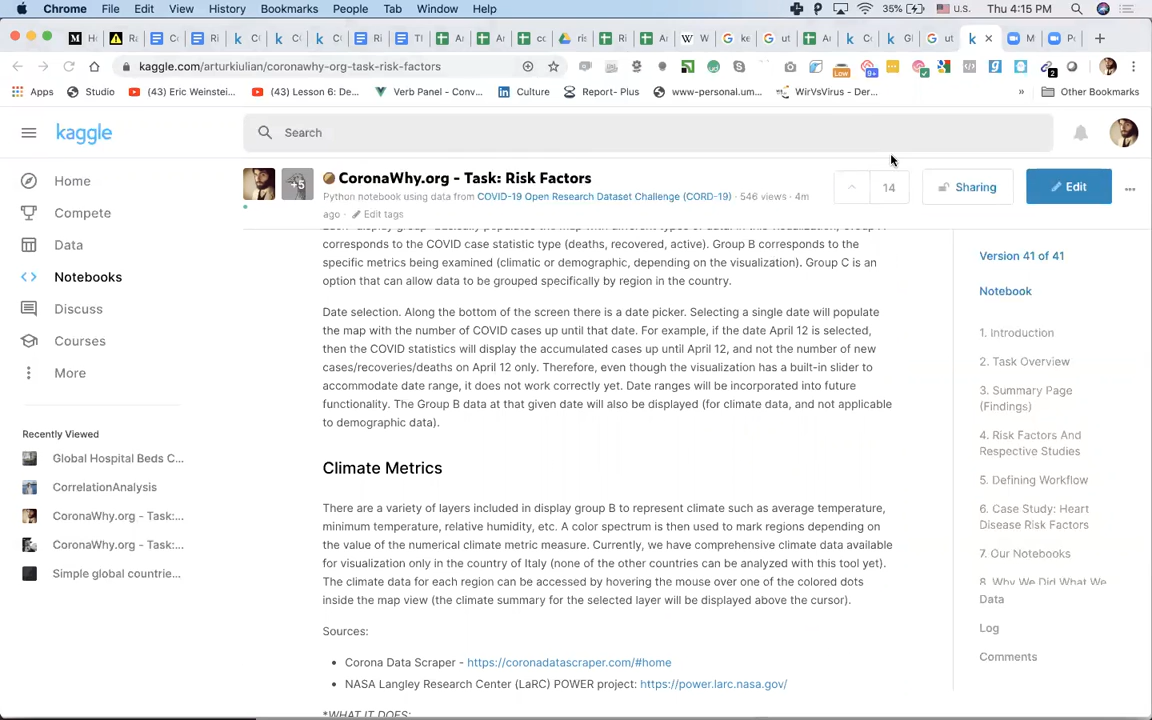 Chrome File Edit View History Bookmarks People Tab Window Help 35% U.S. Thu 4:15 PM
kaggle.com/arturkiulian/coronawhy-org-task-risk-factors
Apps Studio (43) Eric Weinstei... (43) Lesson 6: De... Verb Panel - Conv... Culture Report- Plus www-personal.um... WirVsVirus - Der... » Other Bookmarks
kaggle Search
Home
Compete
Data
Notebooks
Discuss
Courses
More
Recently Viewed
Global Hospital Beds C...
CorrelationAnalysis
CoronaWhy.org - Task:...
CoronaWhy.org - Task:...
Simple global countrie...
+5
CoronaWhy.org - Task: Risk Factors
Python notebook using data from COVID-19 Open Research Dataset Challenge (CORD-19) · 546 views · 4m
ago · Edit tags
14 Sharing Edit
corresponds to the COVID case statistic type (deaths, recovered, active). Group B corresponds to the
specific metrics being examined (climatic or demographic, depending on the visualization). Group C is an
option that can allow data to be grouped specifically by region in the country.
Date selection. Along the bottom of the screen there is a date picker. Selecting a single date will populate
the map with the number of COVID cases up until that date. For example, if the date April 12 is selected,
then the COVID statistics will display the accumulated cases up until April 12, and not the number of new
cases/recoveries/deaths on April 12 only. Therefore, even though the visualization has a built-in slider to
accommodate date range, it does not work correctly yet. Date ranges will be incorporated into future
functionality. The Group B data at that given date will also be displayed (for climate data, and not applicable
to demographic data).
Climate Metrics
There are a variety of layers included in display group B to represent climate such as average temperature,
minimum temperature, relative humidity, etc. A color spectrum is then used to mark regions depending on
the value of the numerical climate metric measure. Currently, we have comprehensive climate data available
for visualization only in the country of Italy (none of the other countries can be analyzed with this tool yet).
The climate data for each region can be accessed by hovering the mouse over one of the colored dots
inside the map view (the climate summary for the selected layer will be displayed above the cursor).
Sources:
• Corona Data Scraper - https://coronadatascraper.com/#home
• NASA Langley Research Center (LaRC) POWER project: https://power.larc.nasa.gov/
*WHAT IT DOES:
Version 41 of 41
Notebook
1. Introduction
2. Task Overview
3. Summary Page
(Findings)
4. Risk Factors And
Respective Studies
5. Defining Workflow
6. Case Study: Heart
Disease Risk Factors
7. Our Notebooks
8. Why We Did What We
Data
Log
Comments